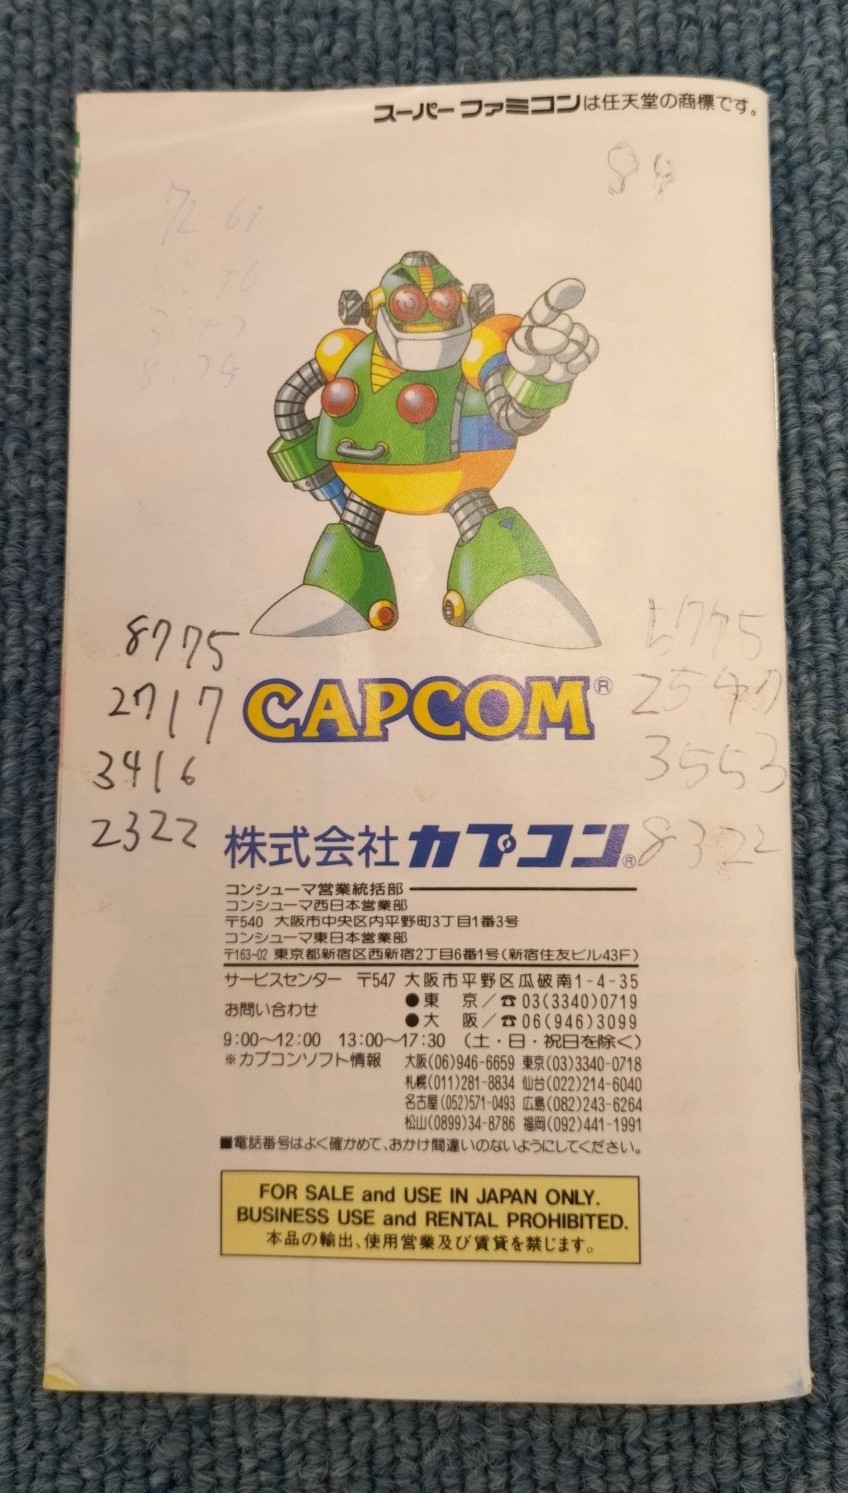 スーパーファミコンは任天堂の商標です。
8775
2717
3416
2322
2547
3553
8322
CAPCOM®
株式会社カプコン®
コンシューマ営業統括部
コンシューマ西日本営業部
〒540 大阪市中央区内平野町3丁目1番3号
コンシューマ東日本営業部
〒163-02 東京都新宿区西新宿2丁目6番1号(新宿住友ビル43F)
サービスセンター 〒547 大阪市平野区瓜破南1-4-35
お問い合わせ
●東 京/☎03(3340)0719
●大 阪/☎06(946)3099
9:00〜12:00 13:00〜17:30 (土・日・祝日を除く)
※カプコンソフト情報 大阪(06)946-6659 東京(03)3340-0718
札幌(011)281-8834 仙台(022)214-6040
名古屋(052)571-0493 広島(082)243-6264
松山(0899)34-8786 福岡(092)441-1991
■電話番号はよく確かめて、おかけ間違いのないようにしてください。
FOR SALE and USE IN JAPAN ONLY.
BUSINESS USE and RENTAL PROHIBITED.
本品の輸出、使用営業及び賃貸を禁じます。